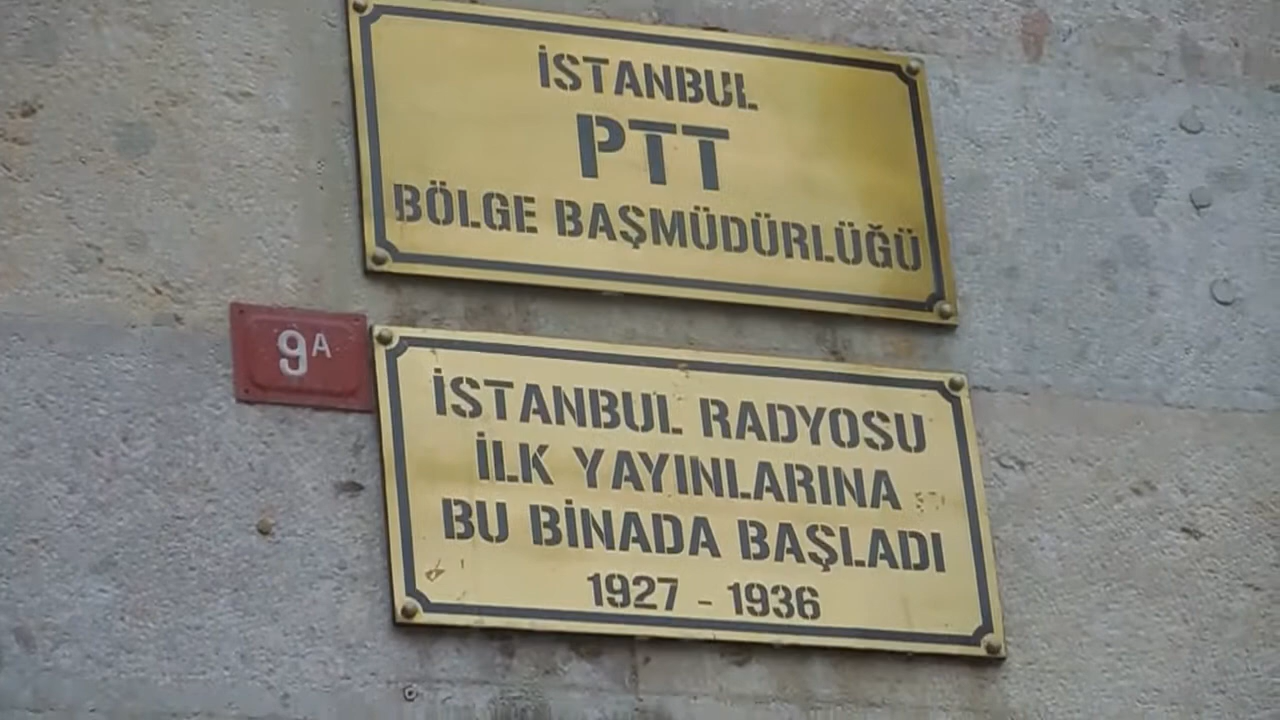 İSTANBUL
PTT
BÖLGE BAŞMÜDÜRLÜĞÜ
9A
İSTANBUL RADYOSU
İLK YAYINLARINA
BU BİNADA BAŞLADI
1927 - 1936